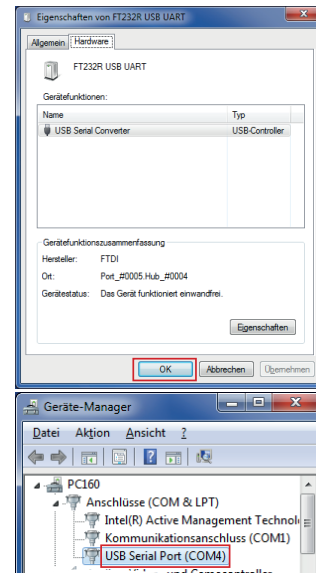 Eigenschaften von FT232R USB UART
Allgemein Hardware
FT232R USB UART
Gerätefunktionen:
Name Typ
USB Serial Converter USB-Controller
Gerätefunktionszusammenfassung
Hersteller: FTDI
Ort: Port_#0005.Hub_#0004
Gerätestatus: Das Gerät funktioniert einwandfrei.
Eigenschaften
OK Abbrechen Übernehmen
Geräte-Manager
Datei Aktion Ansicht ?
PC160
Anschlüsse (COM & LPT)
Intel(R) Active Management Technol
Kommunikationsanschluss (COM1)
USB Serial Port (COM4)